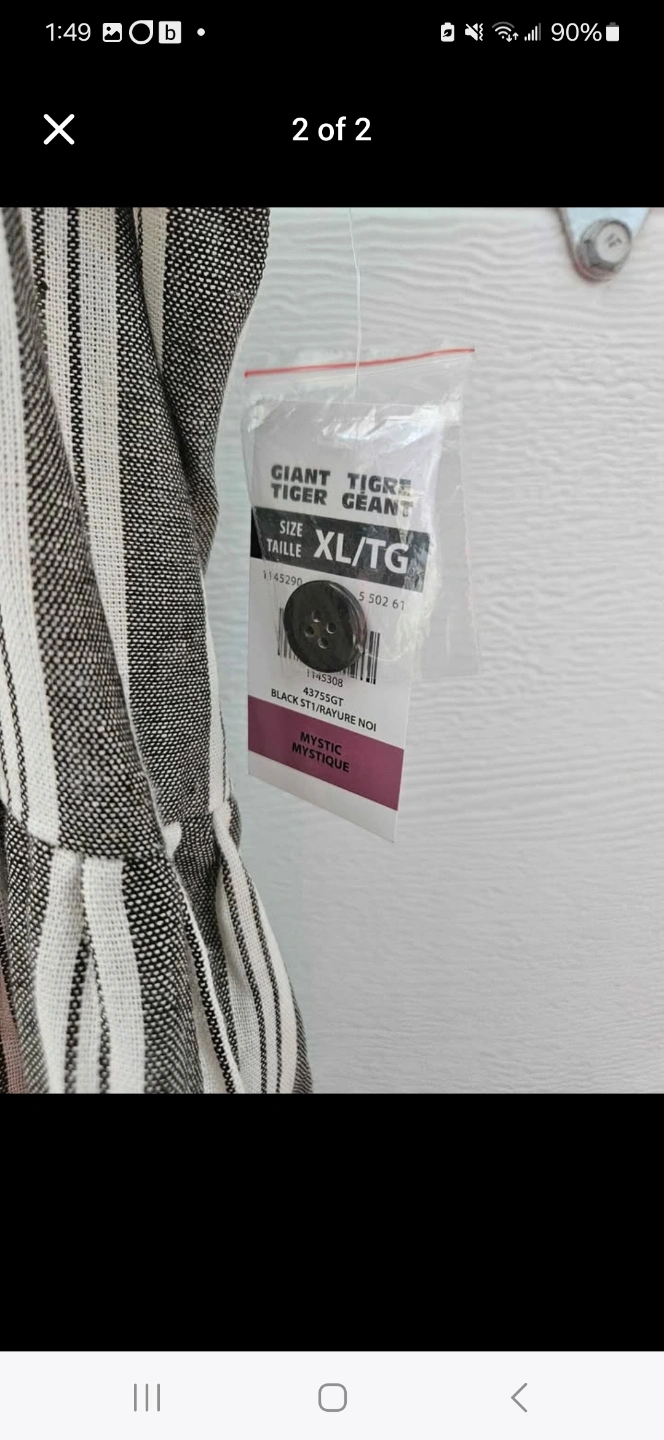 1:49 b 90%
2 of 2
GIANT TIGRE
TIGER GÉANT
SIZE
TAILLE XL/TG
1145290 5 502 61
1145308
43755GT
BLACK ST1/RAYURE NOI
MYSTIC
MYSTIQUE